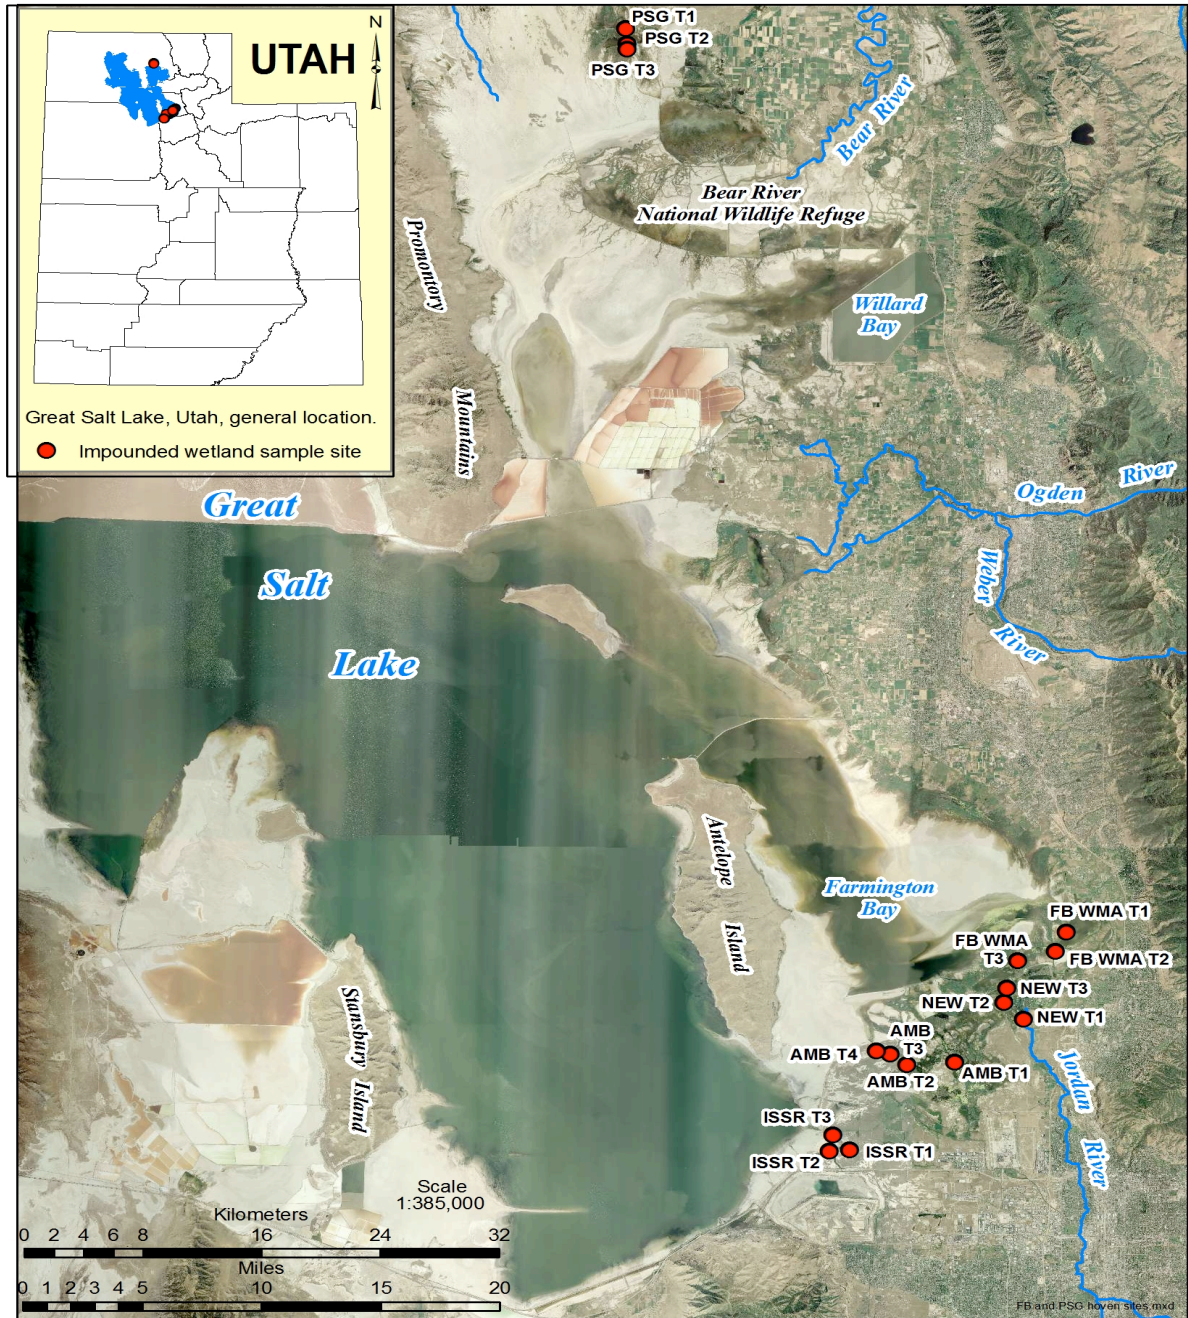 UTAH
N
Great Salt Lake, Utah, general location.
Impounded wetland sample site
PSG T1
PSG T2
PSG T3
Bear River
Bear River
National Wildlife Refuge
Promontory
Mountains
Willard
Bay
Great
Salt
Lake
Ogden
River
Weber
River
Antelope
Island
Farmington
Bay
FB WMA T1
FB WMA
T3
FB WMA T2
NEW T3
NEW T2
NEW T1
AMB
T3
AMB T4
AMB T2
AMB T1
Jordan
River
Stansbury
Island
ISSR T3
ISSR T2
ISSR T1
Scale
1:385,000
Kilometers
0 2 4 6 8 16 24 32
Miles
0 1 2 3 4 5 10 15 20
FB and PSG hoven sites.mxd